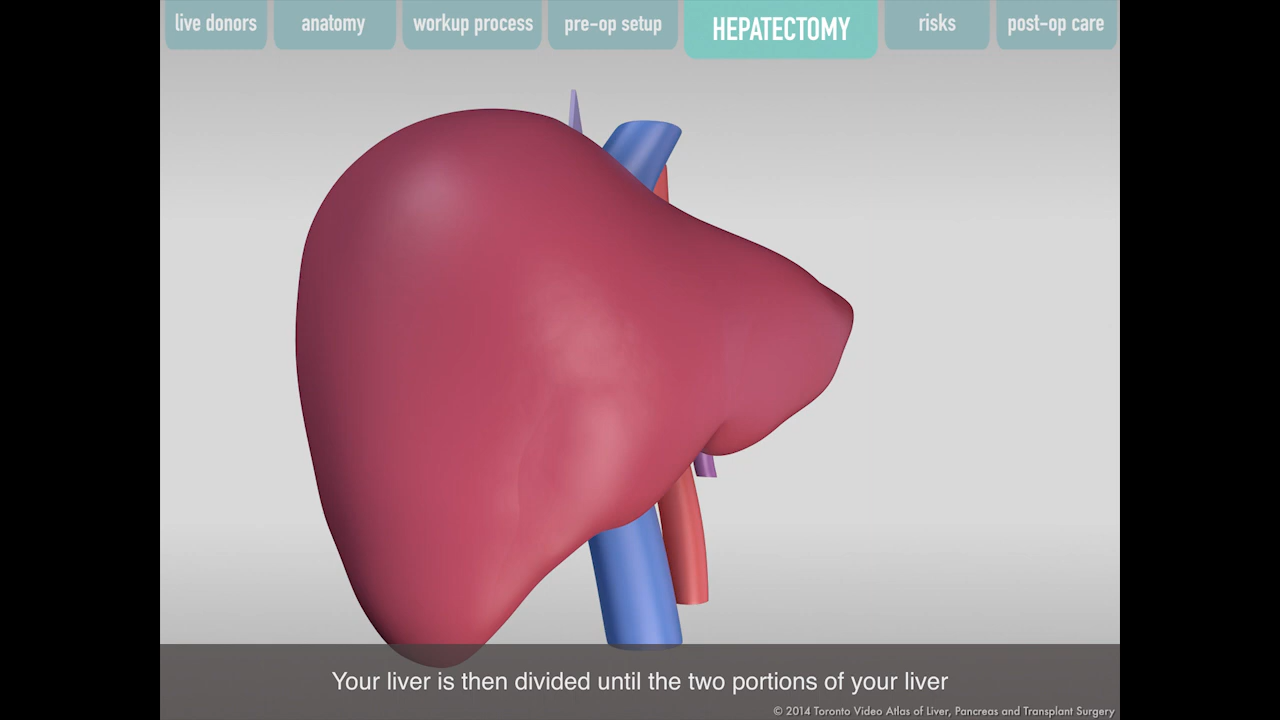 live donors
anatomy
workup process
pre-op setup
HEPATECTOMY
risks
post-op care
Your liver is then divided until the two portions of your liver
© 2014 Toronto Video Atlas of Liver, Pancreas and Transplant Surgery